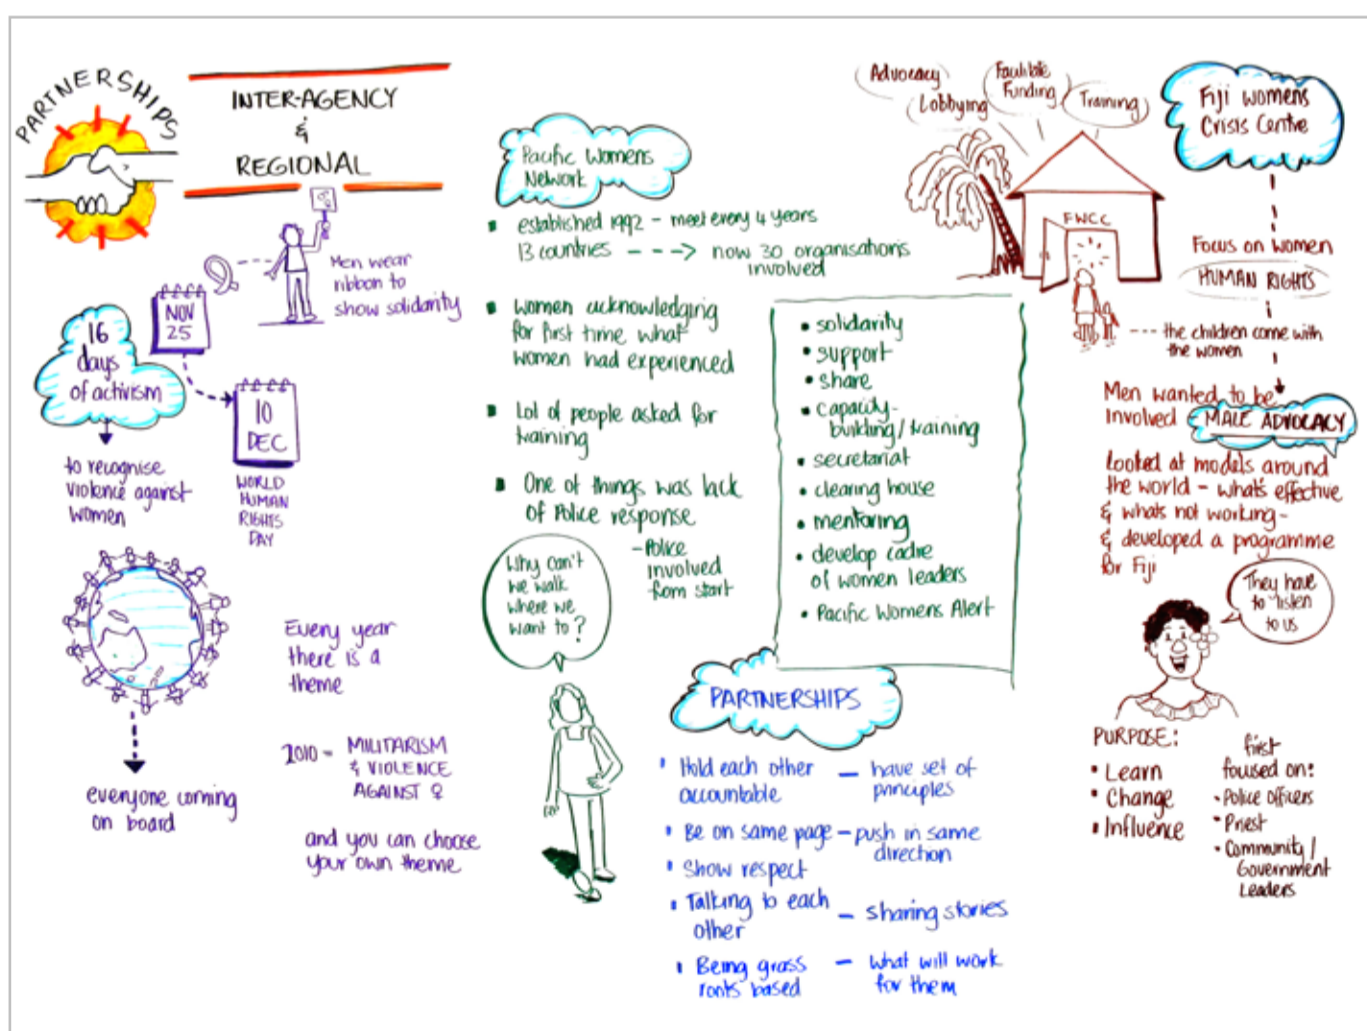 PARTNERSHIPS
INTER-AGENCY
&
REGIONAL
Men wear
ribbon to
show solidarity
NOV
25
16
days
of activism
10
DEC
WORLD
HUMAN
RIGHTS
DAY
to recognise
violence against
women
everyone coming
on board
Every year
there is a
theme
2010 - MILITARISM
& VIOLENCE
AGAINST ♀
and you can choose
your own theme
Pacific Womens
Network
established 1992 - meet every 4 years
13 countries ---> now 30 organisations
involved
Women acknowledging
for first time what
women had experienced
Lot of people asked for
training
One of things was lack
of Police response
- Police
involved
from start
Why can't
we walk
where we
want to?
• solidarity
• support
• share
• capacity-
building/training
• secretariat
• clearing house
• mentoring
• develop cadre
of women leaders
• Pacific Womens Alert
PARTNERSHIPS
Hold each other — have set of
accountable principles
Be on same page — push in same
direction
Show respect
Talking to each — sharing stories
other
Being grass — what will work
roots based for them
Advocacy
Lobbying
Facilitate
Funding
Training
FWCC
Fiji Womens
Crisis Centre
Focus on women
HUMAN RIGHTS
--- the children come with
the women
Men wanted to be
involved - MALE ADVOCACY
Looked at models around
the world - what's effective
& whats not working -
& developed a programme
for Fiji
They have
to listen
to us
PURPOSE:
• Learn
• Change
• Influence
first
focused on:
• Police Officers
• Priest
• Community/
Government
Leaders